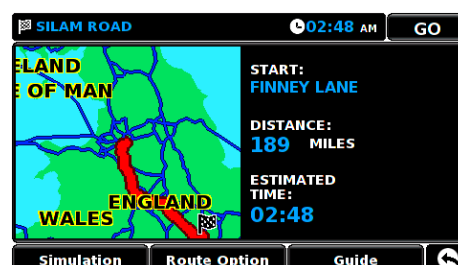 SILAM ROAD
02:48 AM
GO
ELAND
E OF MAN
ENGLAND
WALES
START:
FINNEY LANE
DISTANCE:
189 MILES
ESTIMATED
TIME:
02:48
Simulation
Route Option
Guide